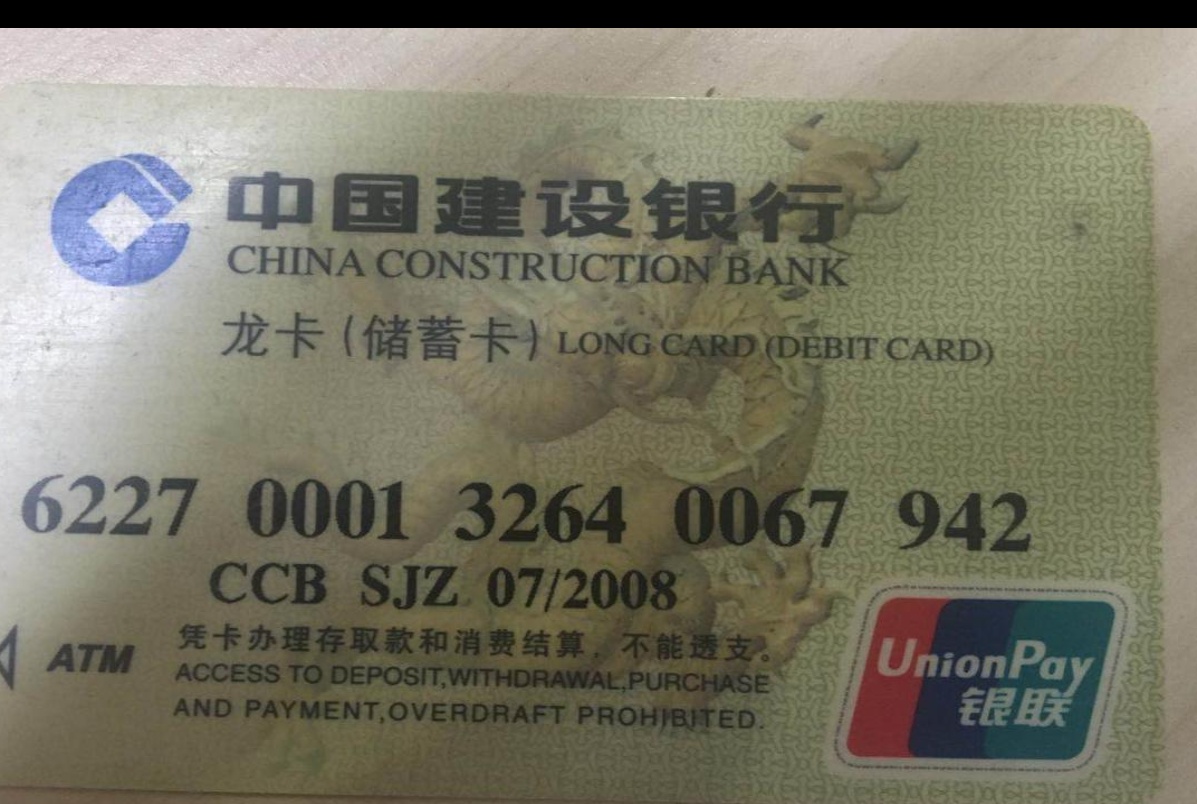 中国建设银行
CHINA CONSTRUCTION BANK
龙卡(储蓄卡) LONG CARD (DEBIT CARD)
6227 0001 3264 0067 942
CCB SJZ 07/2008
ATM
凭卡办理存取款和消费结算，不能透支。
ACCESS TO DEPOSIT,WITHDRAWAL,PURCHASE
AND PAYMENT,OVERDRAFT PROHIBITED.
UnionPay
银联